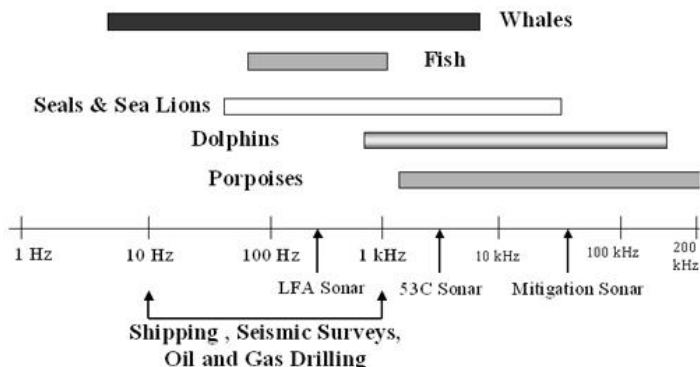 Whales
Fish
Seals & Sea Lions
Dolphins
Porpoises
1 Hz 10 Hz 100 Hz 1 kHz 10 kHz 100 kHz 200 kHz
LFA Sonar 53C Sonar Mitigation Sonar
Shipping , Seismic Surveys,
Oil and Gas Drilling